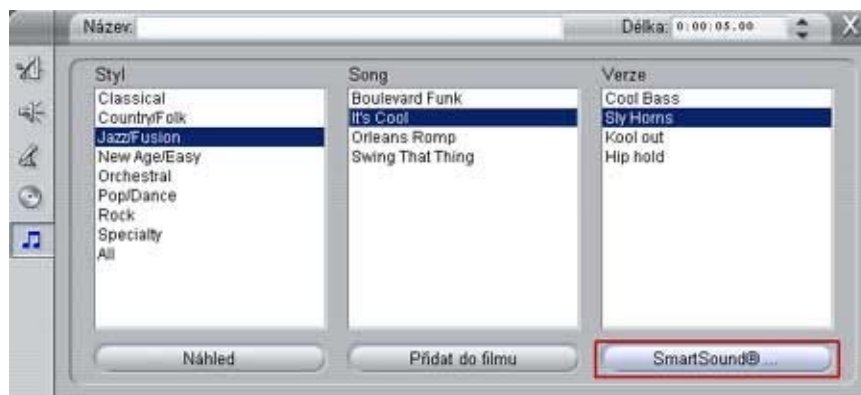 Název:
Délka: 0:00:05.00
Styl
Classical
Country/Folk
Jazz/Fusion
New Age/Easy
Orchestral
Pop/Dance
Rock
Specialty
All
Song
Boulevard Funk
It's Cool
Orleans Romp
Swing That Thing
Verze
Cool Bass
Sly Horns
Kool out
Hip hold
Náhled
Přidat do filmu
SmartSound® ...